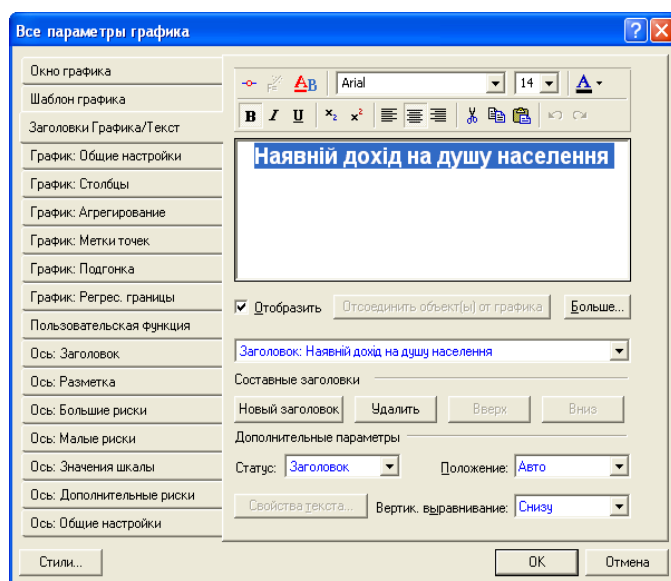 Все параметры графика
Окно графика
Шаблон графика
Заголовки Графика/Текст
График: Общие настройки
График: Столбцы
График: Агрегирование
График: Метки точек
График: Подгонка
График: Регрес. границы
Пользовательская функция
Ось: Заголовок
Ось: Разметка
Ось: Большие риски
Ось: Малые риски
Ось: Значения шкалы
Ось: Дополнительные риски
Ось: Общие настройки
Стили...
AB Arial 14 A
B I U x₂ x²
Наявній дохід на душу населення
Отобразить Отсоединить объект(ы) от графика Больше...
Заголовок: Наявній дохід на душу населення
Составные заголовки
Новый заголовок Удалить Вверх Вниз
Дополнительные параметры
Статус: Заголовок Положение: Авто
Свойства текста... Вертик. выравнивание: Снизу
OK Отмена